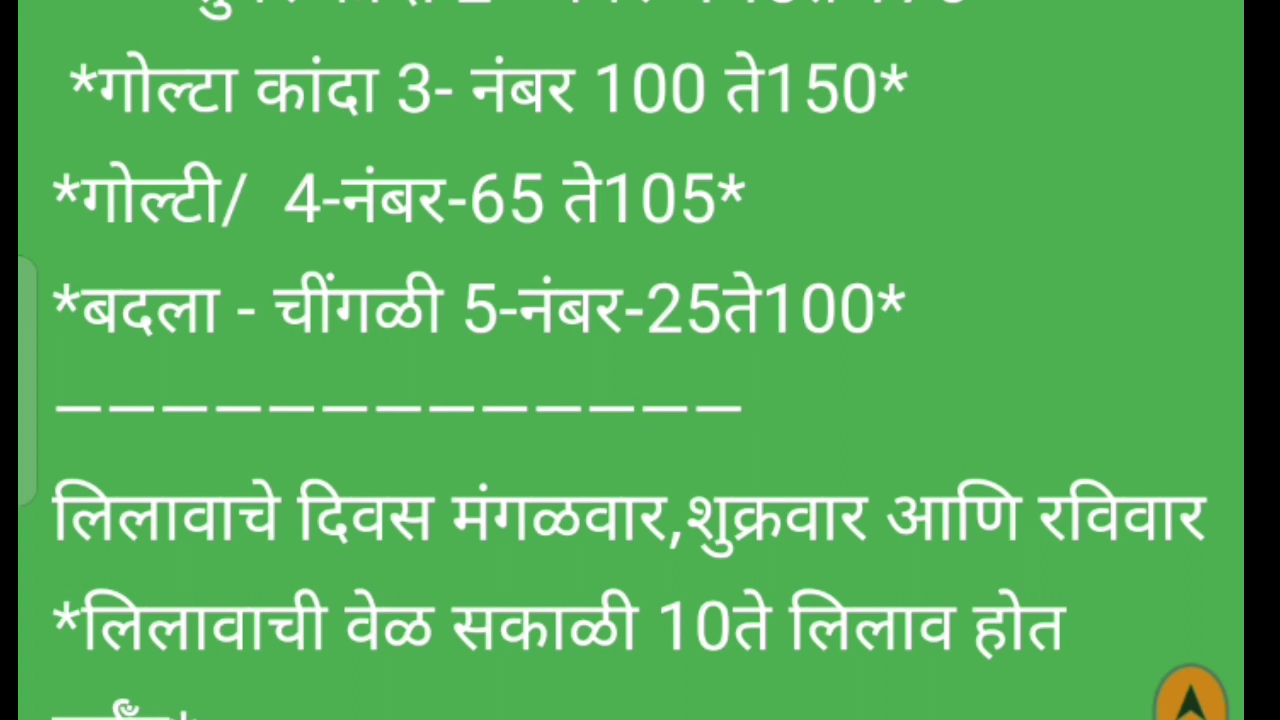 *गोल्टा कांदा 3- नंबर 100 ते150*
*गोल्टी/  4-नंबर-65 ते105*
*बदला - चींगळी 5-नंबर-25ते100*
–––––––––––––
लिलावाचे दिवस मंगळवार,शुक्रवार आणि रविवार
*लिलावाची वेळ सकाळी 10ते लिलाव होत